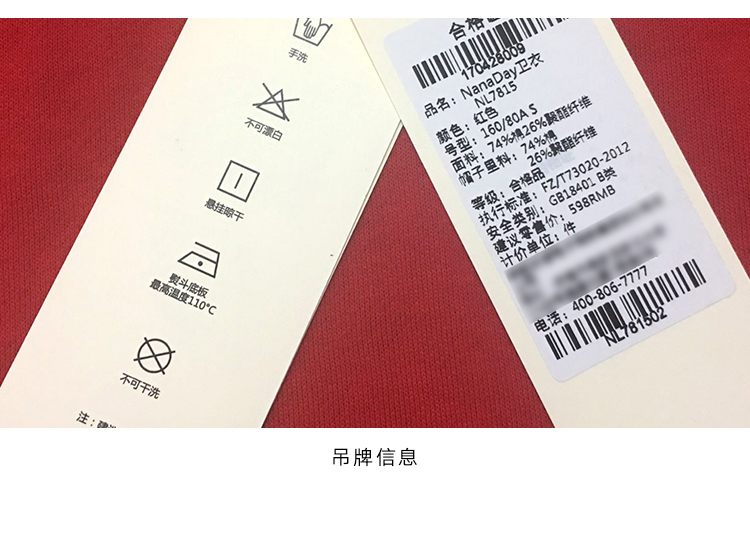 手洗
不可漂白
悬挂晾干
熨斗底板
最高温度110°C
不可干洗
注：
合格
170428009
品名：NanaDay卫衣
NL7815
颜色：红色
号型：160/80A S
面料：74%棉26%聚酯纤维
帽子里料：74%棉
26%聚酯纤维
等级：合格品
执行标准：FZ/T73020-2012
安全类别：GB18401 B类
建议零售价：598RMB
计价单位：件
电话：400-806-7777
NL781502
吊牌信息